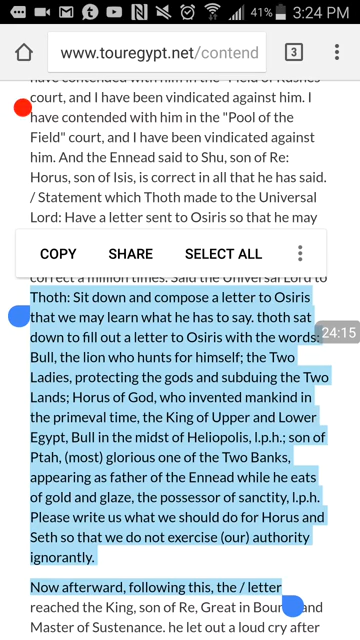 41% 3:24 PM
www.touregypt.net/contend
3
have contended with him in the "Field of Rushes"
court, and I have been vindicated against him. I
have contended with him in the "Pool of the
Field" court, and I have been vindicated against
him. And the Ennead said to Shu, son of Re:
Horus, son of Isis, is correct in all that he has said.
/ Statement which Thoth made to the Universal
Lord: Have a letter sent to Osiris so that he may
COPY SHARE SELECT ALL
correct a million times. Said the Universal Lord to
Thoth: Sit down and compose a letter to Osiris
that we may learn what he has to say. thoth sat
24:15
down to fill out a letter to Osiris with the words:
Bull, the lion who hunts for himself; the Two
Ladies, protecting the gods and subduing the Two
Lands; Horus of God, who invented mankind in
the primeval time, the King of Upper and Lower
Egypt, Bull in the midst of Heliopolis, l.p.h.; son of
Ptah, (most) glorious one of the Two Banks,
appearing as father of the Ennead while he eats
of gold and glaze, the possessor of sanctity, l.p.h.
Please write us what we should do for Horus and
Seth so that we do not exercise (our) authority
ignorantly.
Now afterward, following this, the / letter
reached the King, son of Re, Great in Bounty and
Master of Sustenance. he let out a loud cry after